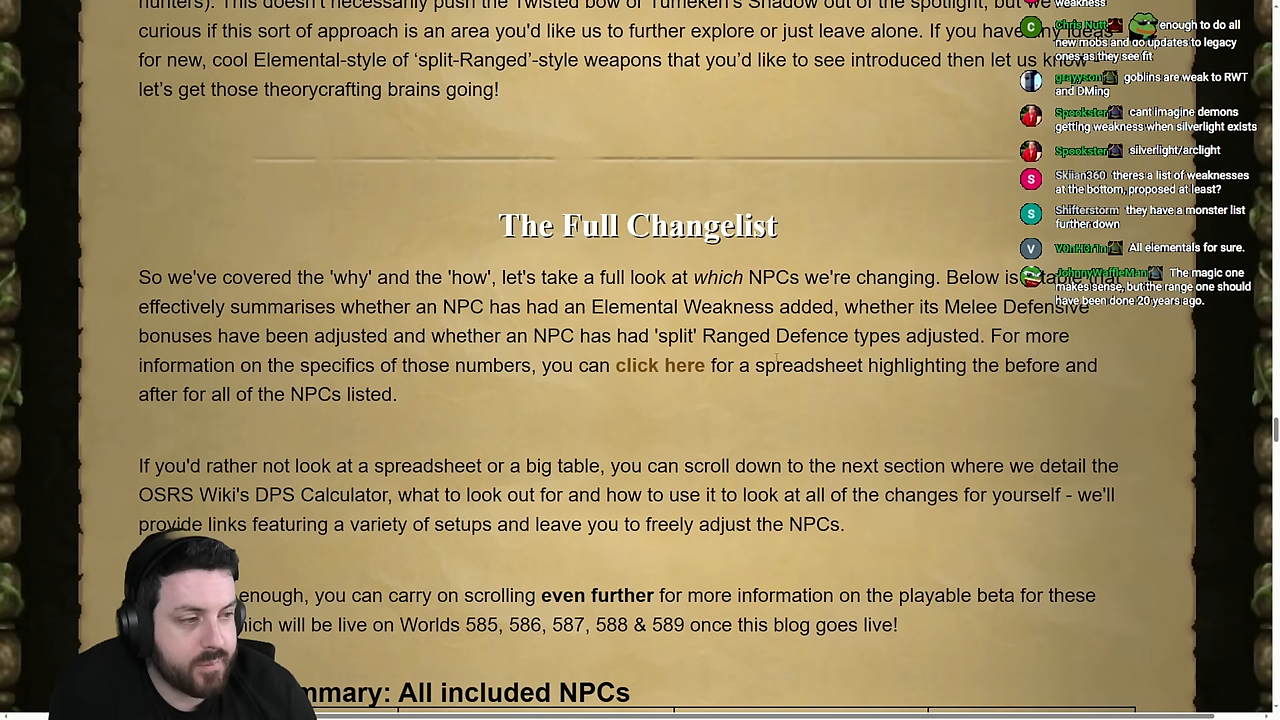 hunters). This doesn't necessarily push the Twisted bow or Tumeken's Shadow out of the spotlight, but we
curious if this sort of approach is an area you'd like us to further explore or just leave alone. If you have any ideas
for new, cool Elemental-style of 'split-Ranged'-style weapons that you'd like to see introduced then let us know
let's get those theorycrafting brains going!
The Full Changelist
So we've covered the 'why' and the 'how', let's take a full look at which NPCs we're changing. Below is
effectively summarises whether an NPC has had an Elemental Weakness added, whether its Melee Defensive
bonuses have been adjusted and whether an NPC has had 'split' Ranged Defence types adjusted. For more
information on the specifics of those numbers, you can click here for a spreadsheet highlighting the before and
after for all of the NPCs listed.
If you'd rather not look at a spreadsheet or a big table, you can scroll down to the next section where we detail the
OSRS Wiki's DPS Calculator, what to look out for and how to use it to look at all of the changes for yourself - we'll
provide links featuring a variety of setups and leave you to freely adjust the NPCs.
enough, you can carry on scrolling even further for more information on the playable beta for these
which will be live on Worlds 585, 586, 587, 588 & 589 once this blog goes live!
mmary: All included NPCs
weakness
Chris Nutt enough to do all
new mobs and do updates to legacy
ones as they see fit
grayyson goblins are weak to RWT
and DMing
Spookster cant imagine demons
getting weakness when silverlight exists
Spookster silverlight/arclight
Skiian360 theres a list of weaknesses
at the bottom, proposed at least?
Shifterstorm they have a monster list
further down
V0nH3r1n All elementals for sure.
JohnnyWaffleMan The magic one
makes sense, but the range one should
have been done 20 years ago.